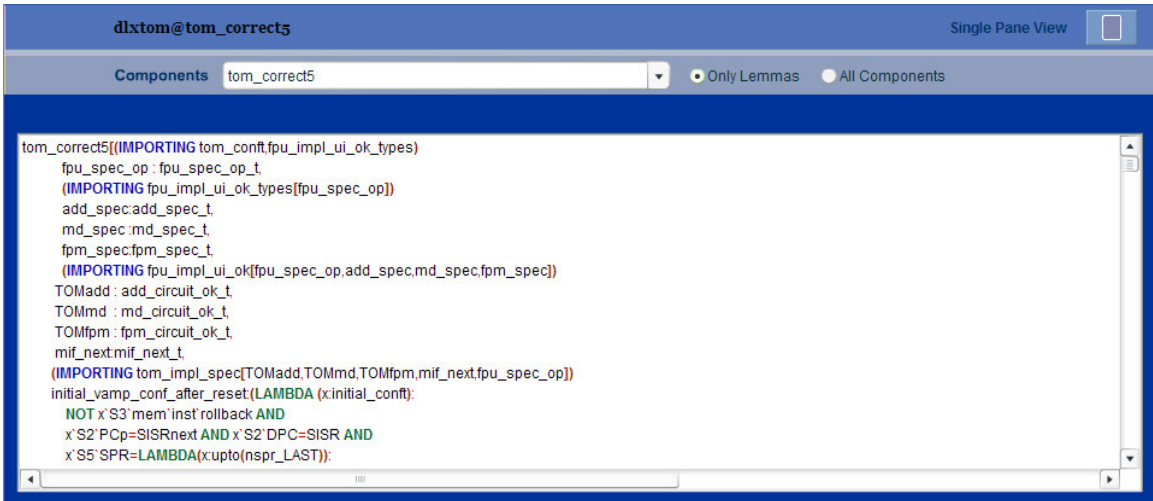 dlxtom@tom_correct5
Single Pane View
Components tom_correct5 Only Lemmas All Components
tom_correct5[(IMPORTING tom_conft,fpu_impl_ui_ok_types)
fpu_spec_op : fpu_spec_op_t,
(IMPORTING fpu_impl_ui_ok_types[fpu_spec_op])
add_spec:add_spec_t,
md_spec :md_spec_t,
fpm_spec:fpm_spec_t,
(IMPORTING fpu_impl_ui_ok[fpu_spec_op,add_spec,md_spec,fpm_spec])
TOMadd : add_circuit_ok_t,
TOMmd : md_circuit_ok_t,
TOMfpm : fpm_circuit_ok_t,
mif_next:mif_next_t,
(IMPORTING tom_impl_spec[TOMadd,TOMmd,TOMfpm,mif_next,fpu_spec_op])
initial_vamp_conf_after_reset:(LAMBDA (x:initial_conft):
NOT x`S3`mem`inst`rollback AND
x`S2`PCp=SISRnext AND x`S2`DPC=SISR AND
x`S5`SPR=LAMBDA(x:upto(nspr_LAST)):